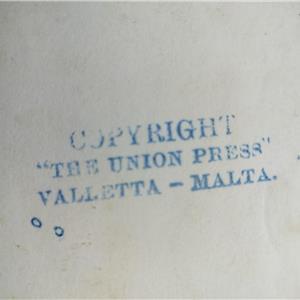 COPYRIGHT
"THE UNION PRESS"
VALLETTA – MALTA.